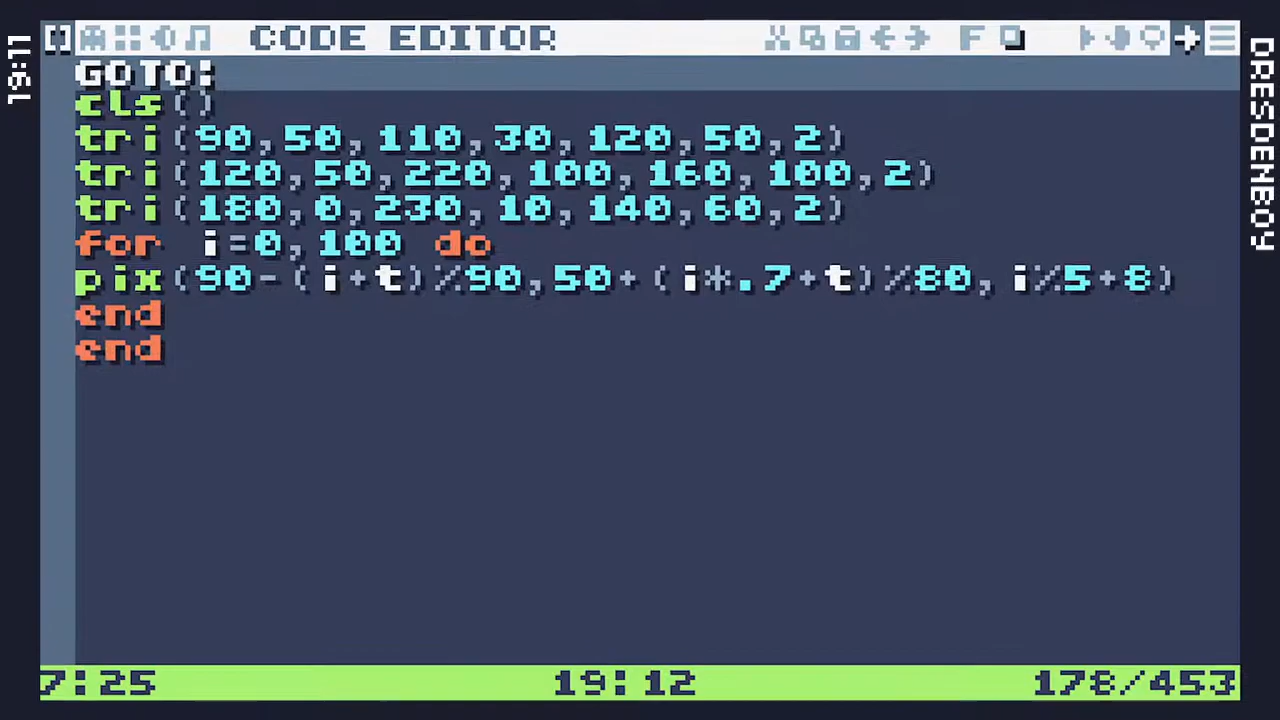 19:11
CODE EDITOR
F
GOTO:
cls()
tri(90,50,110,30,120,50,2)
tri(120,50,220,100,160,100,2)
tri(180,0,230,10,140,60,2)
for i=0,100 do
pix(90-(i+t)%90,50+(i*.7+t)%80, i%5+8)
end
end
7:25 19:12 178/453
DRESDENBOY